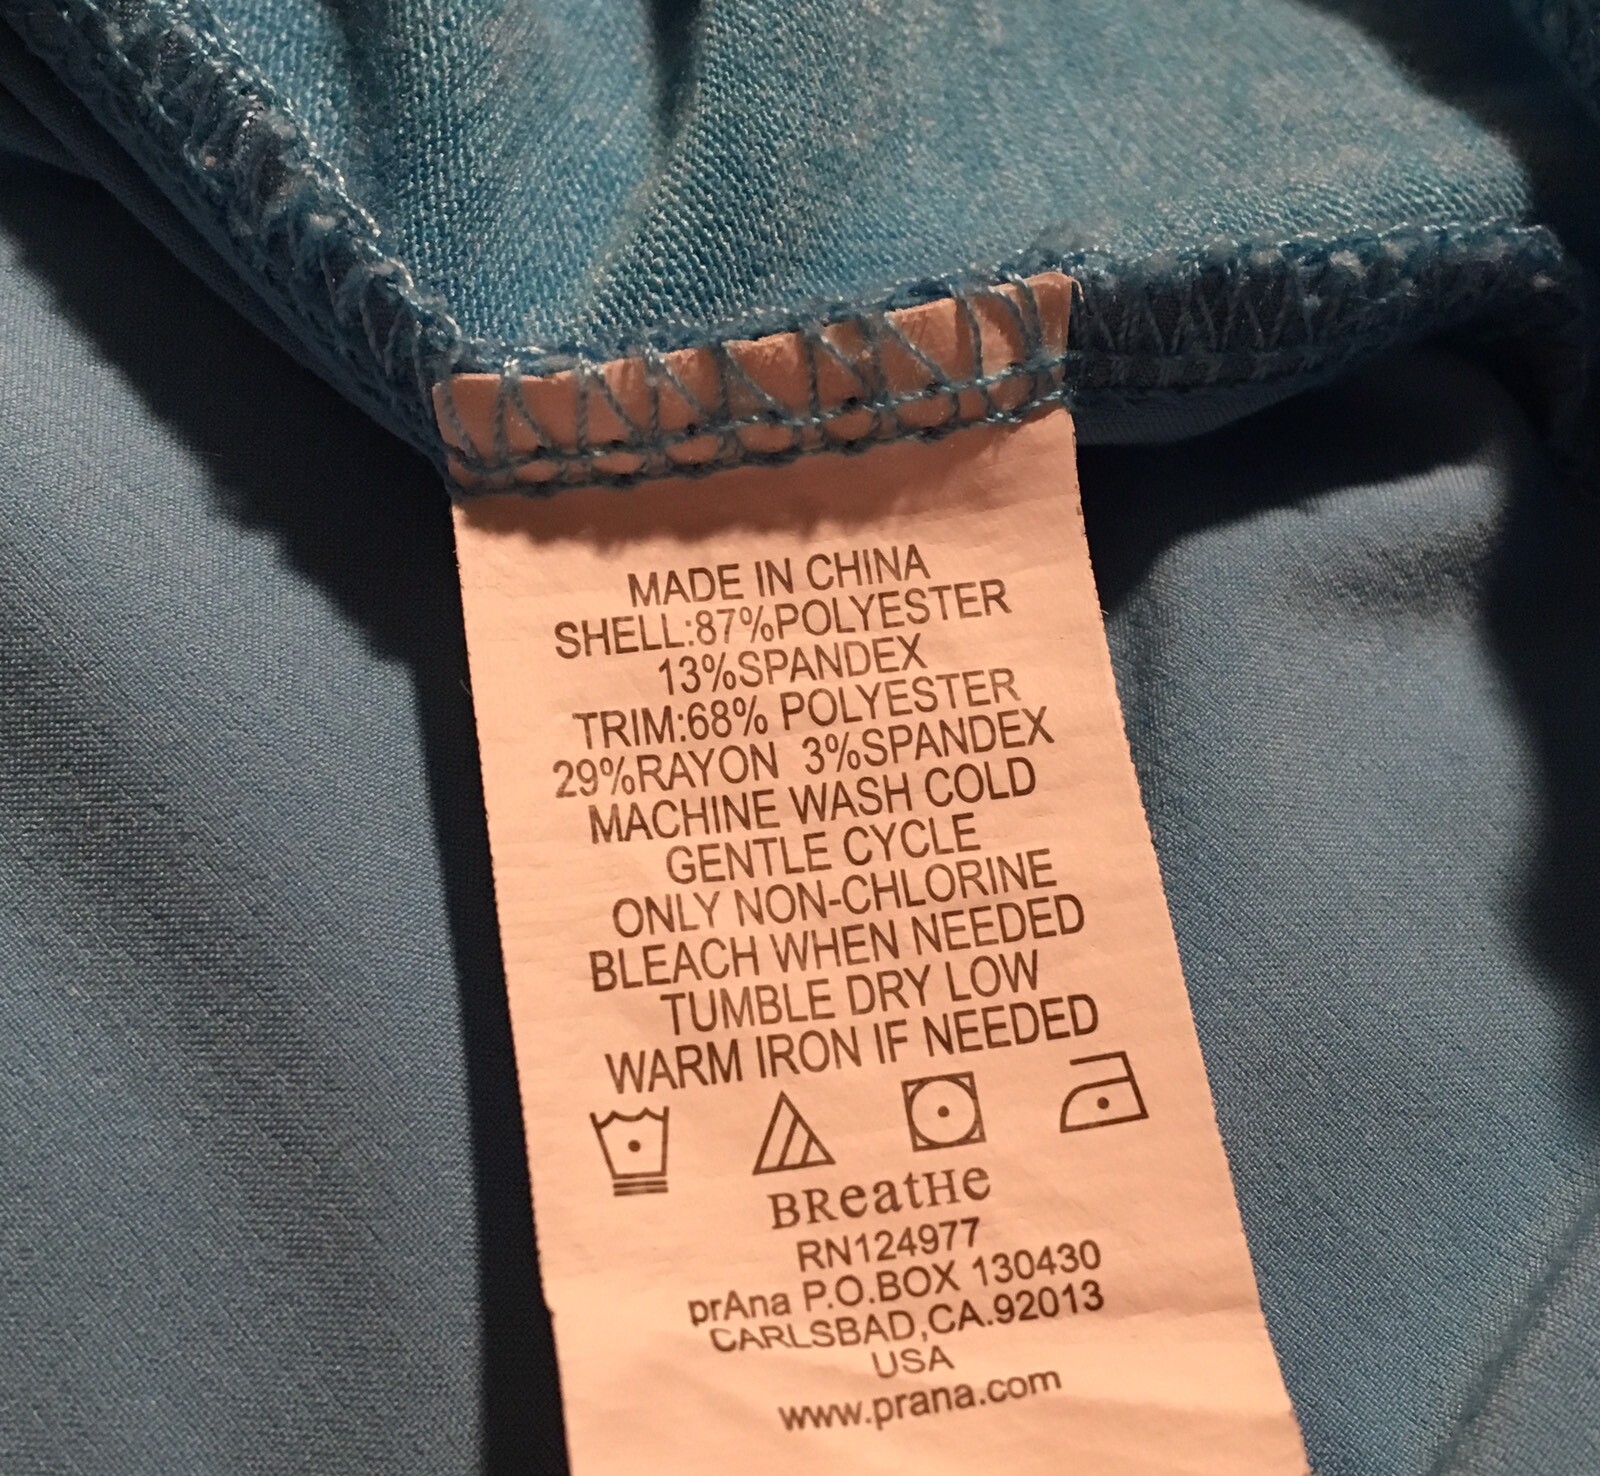 MADE IN CHINA
SHELL:87%POLYESTER
13%SPANDEX
TRIM:68% POLYESTER
29%RAYON 3%SPANDEX
MACHINE WASH COLD
GENTLE CYCLE
ONLY NON-CHLORINE
BLEACH WHEN NEEDED
TUMBLE DRY LOW
WARM IRON IF NEEDED
BReatHe
RN124977
prAna P.O.BOX 130430
CARLSBAD,CA.92013
USA
www.prana.com